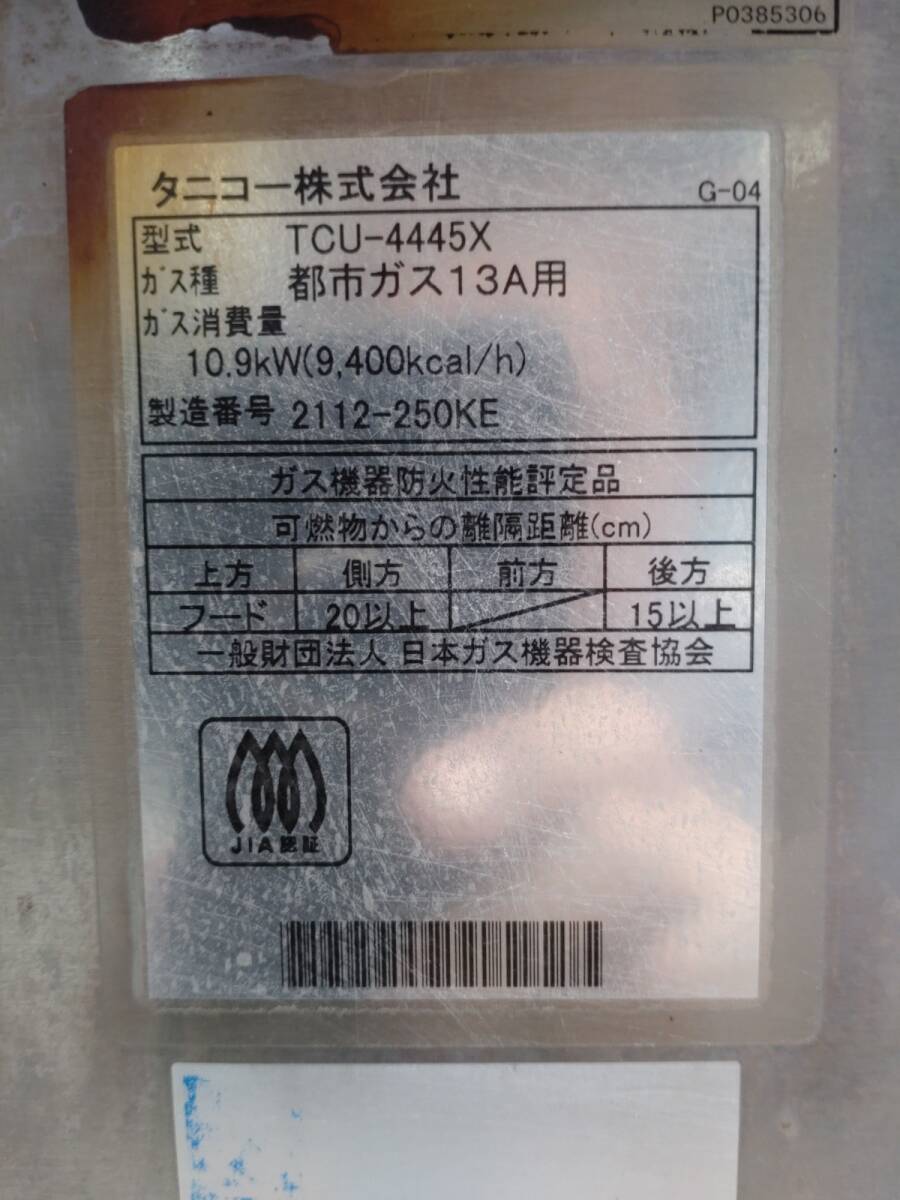 P0385306
タニコー株式会社 G-04
型式 TCU-4445X
ガス種 都市ガス13A用
ガス消費量
10.9kW(9,400kcal/h)
製造番号 2112-250KE
ガス機器防火性能評定品
可燃物からの離隔距離(cm)
上方 側方 前方 後方
フード 20以上 15以上
一般財団法人 日本ガス機器検査協会
JIA認証